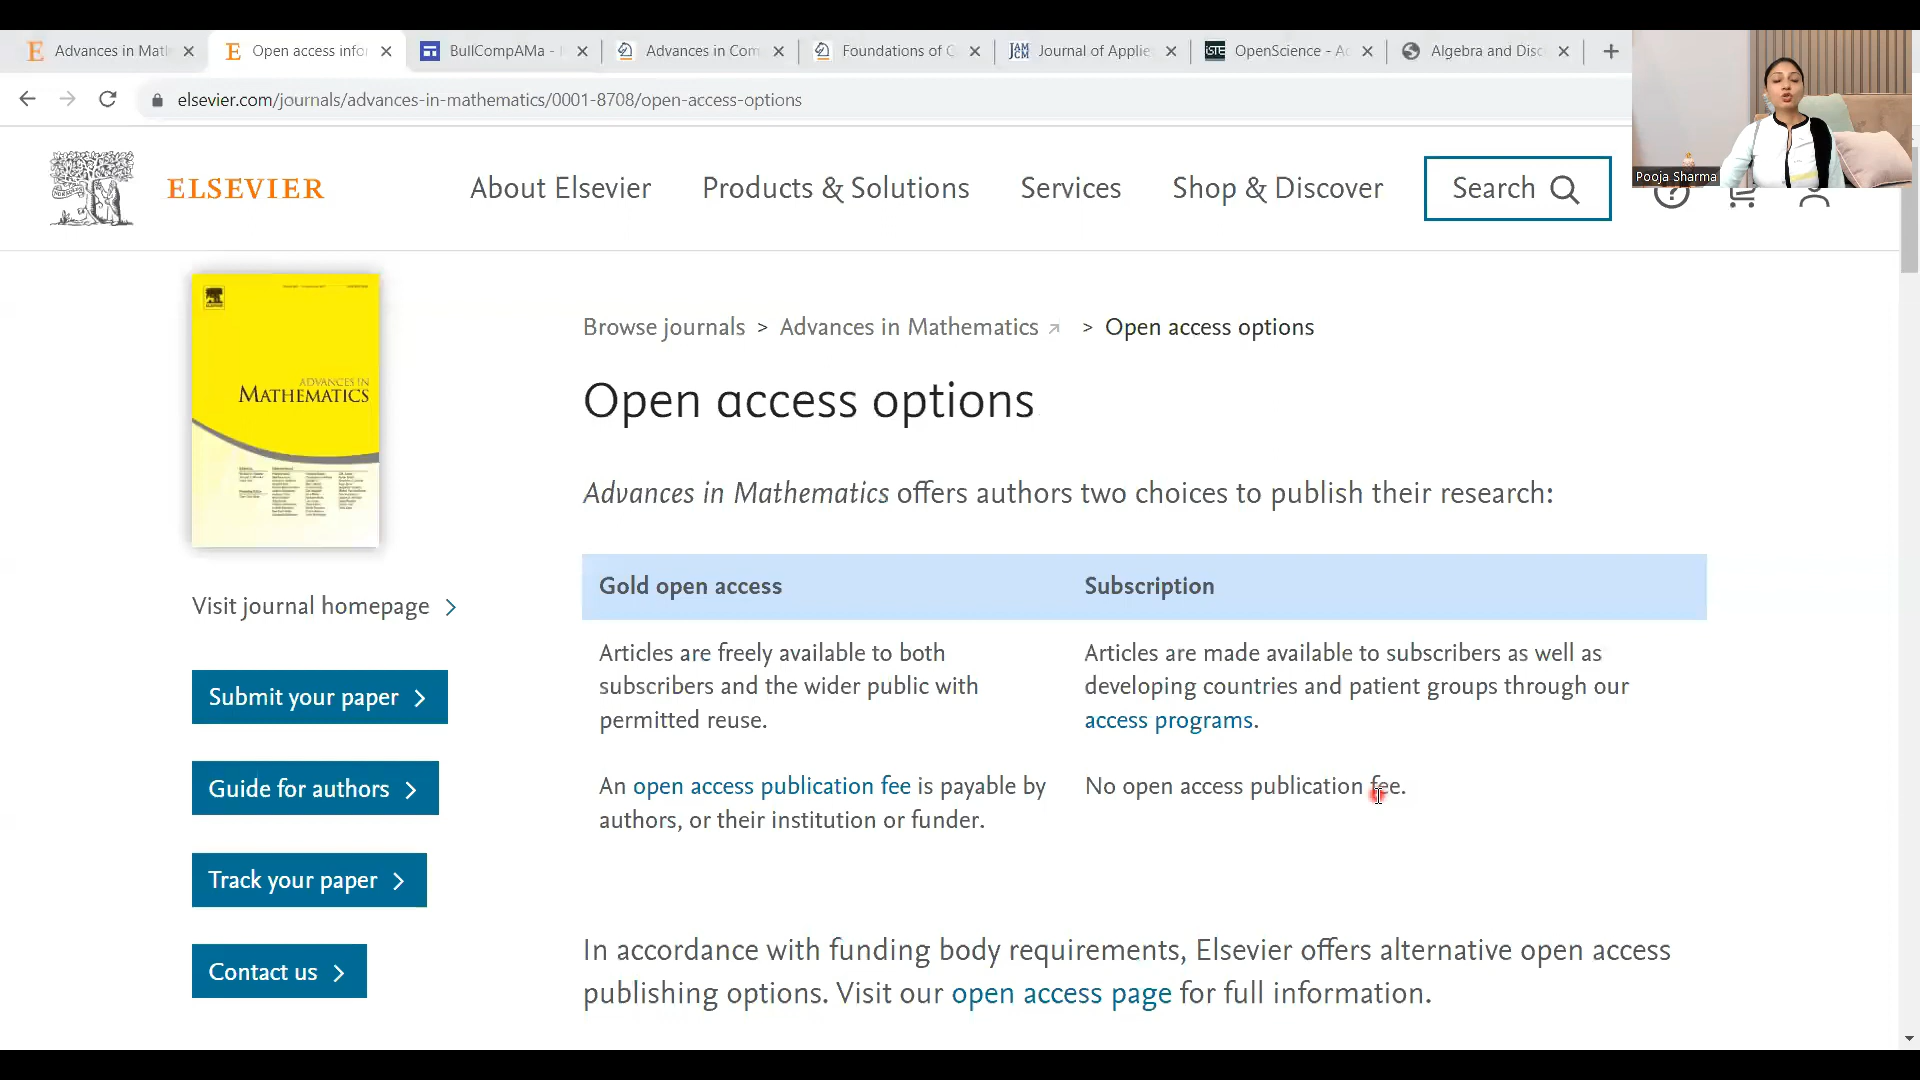 Advances in Math
Open access infor
BullCompAMa -
Advances in Com
Foundations of C
JAM
CM
Journal of Applie
iSTE
OpenScience - A
Algebra and Disc
elsevier.com/journals/advances-in-mathematics/0001-8708/open-access-options
Pooja Sharma
ELSEVIER
About Elsevier
Products & Solutions
Services
Shop & Discover
Search
ADVANCES IN
MATHEMATICS
Browse journals > Advances in Mathematics > Open access options
Open access options
Advances in Mathematics offers authors two choices to publish their research:
Gold open access
Subscription
Articles are freely available to both
subscribers and the wider public with
permitted reuse.
Articles are made available to subscribers as well as
developing countries and patient groups through our
access programs.
An open access publication fee is payable by
authors, or their institution or funder.
No open access publication fee.
Visit journal homepage
Submit your paper
Guide for authors
Track your paper
Contact us
In accordance with funding body requirements, Elsevier offers alternative open access
publishing options. Visit our open access page for full information.